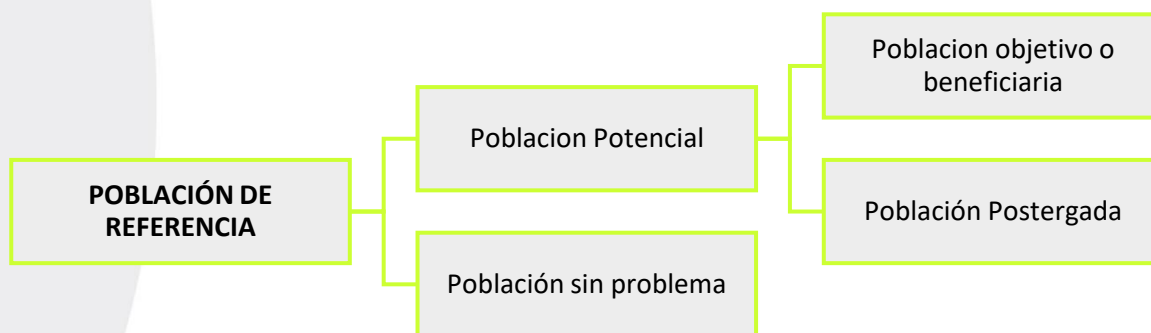 POBLACIÓN DE
REFERENCIA
Poblacion Potencial
Población sin problema
Poblacion objetivo o
beneficiaria
Población Postergada